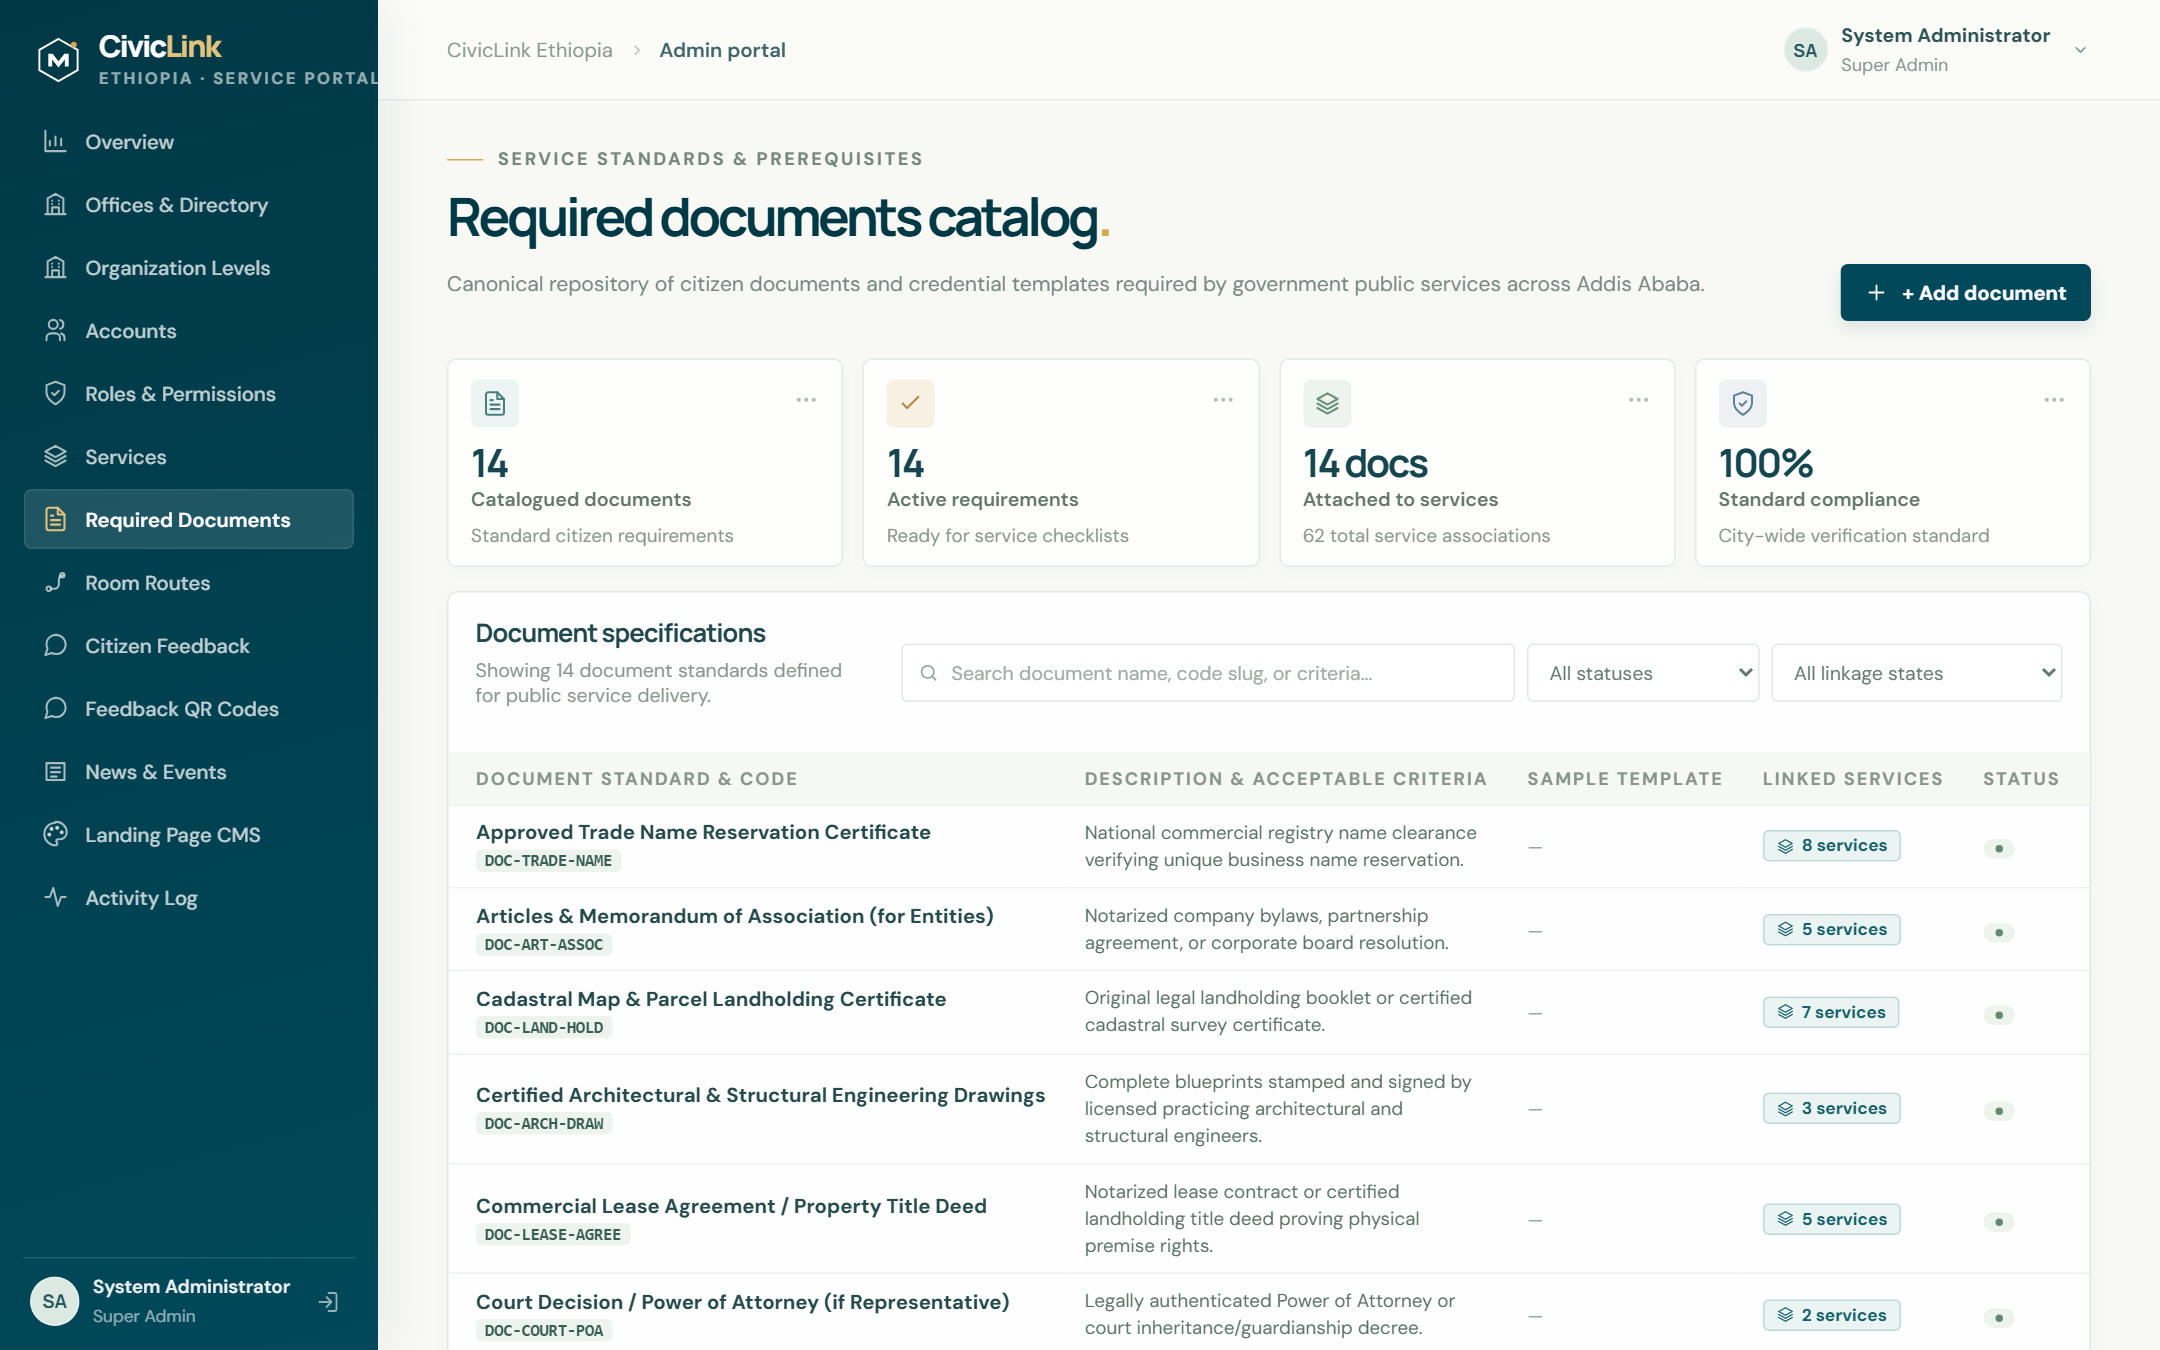 CivicLink
ETHIOPIA · SERVICE PORTAL
Overview
Offices & Directory
Organization Levels
Accounts
Roles & Permissions
Services
Required Documents
Room Routes
Citizen Feedback
Feedback QR Codes
News & Events
Landing Page CMS
Activity Log
SA
System Administrator
Super Admin
CivicLink Ethiopia > Admin portal
SA
System Administrator
Super Admin
SERVICE STANDARDS & PREREQUISITES
Required documents catalog.
Canonical repository of citizen documents and credential templates required by government public services across Addis Ababa.
+ Add document
14
Catalogued documents
Standard citizen requirements
14
Active requirements
Ready for service checklists
14 docs
Attached to services
62 total service associations
100%
Standard compliance
City-wide verification standard
Document specifications
Showing 14 document standards defined
for public service delivery.
Search document name, code slug, or criteria...
All statuses
All linkage states
DOCUMENT STANDARD & CODE DESCRIPTION & ACCEPTABLE CRITERIA SAMPLE TEMPLATE LINKED SERVICES STATUS
Approved Trade Name Reservation Certificate
DOC-TRADE-NAME
National commercial registry name clearance
verifying unique business name reservation.
—
8 services
Articles & Memorandum of Association (for Entities)
DOC-ART-ASSOC
Notarized company bylaws, partnership
agreement, or corporate board resolution.
—
5 services
Cadastral Map & Parcel Landholding Certificate
DOC-LAND-HOLD
Original legal landholding booklet or certified
cadastral survey certificate.
—
7 services
Certified Architectural & Structural Engineering Drawings
DOC-ARCH-DRAW
Complete blueprints stamped and signed by
licensed practicing architectural and
structural engineers.
—
3 services
Commercial Lease Agreement / Property Title Deed
DOC-LEASE-AGREE
Notarized lease contract or certified
landholding title deed proving physical
premise rights.
—
5 services
Court Decision / Power of Attorney (if Representative)
DOC-COURT-POA
Legally authenticated Power of Attorney or
court inheritance/guardianship decree.
—
2 services